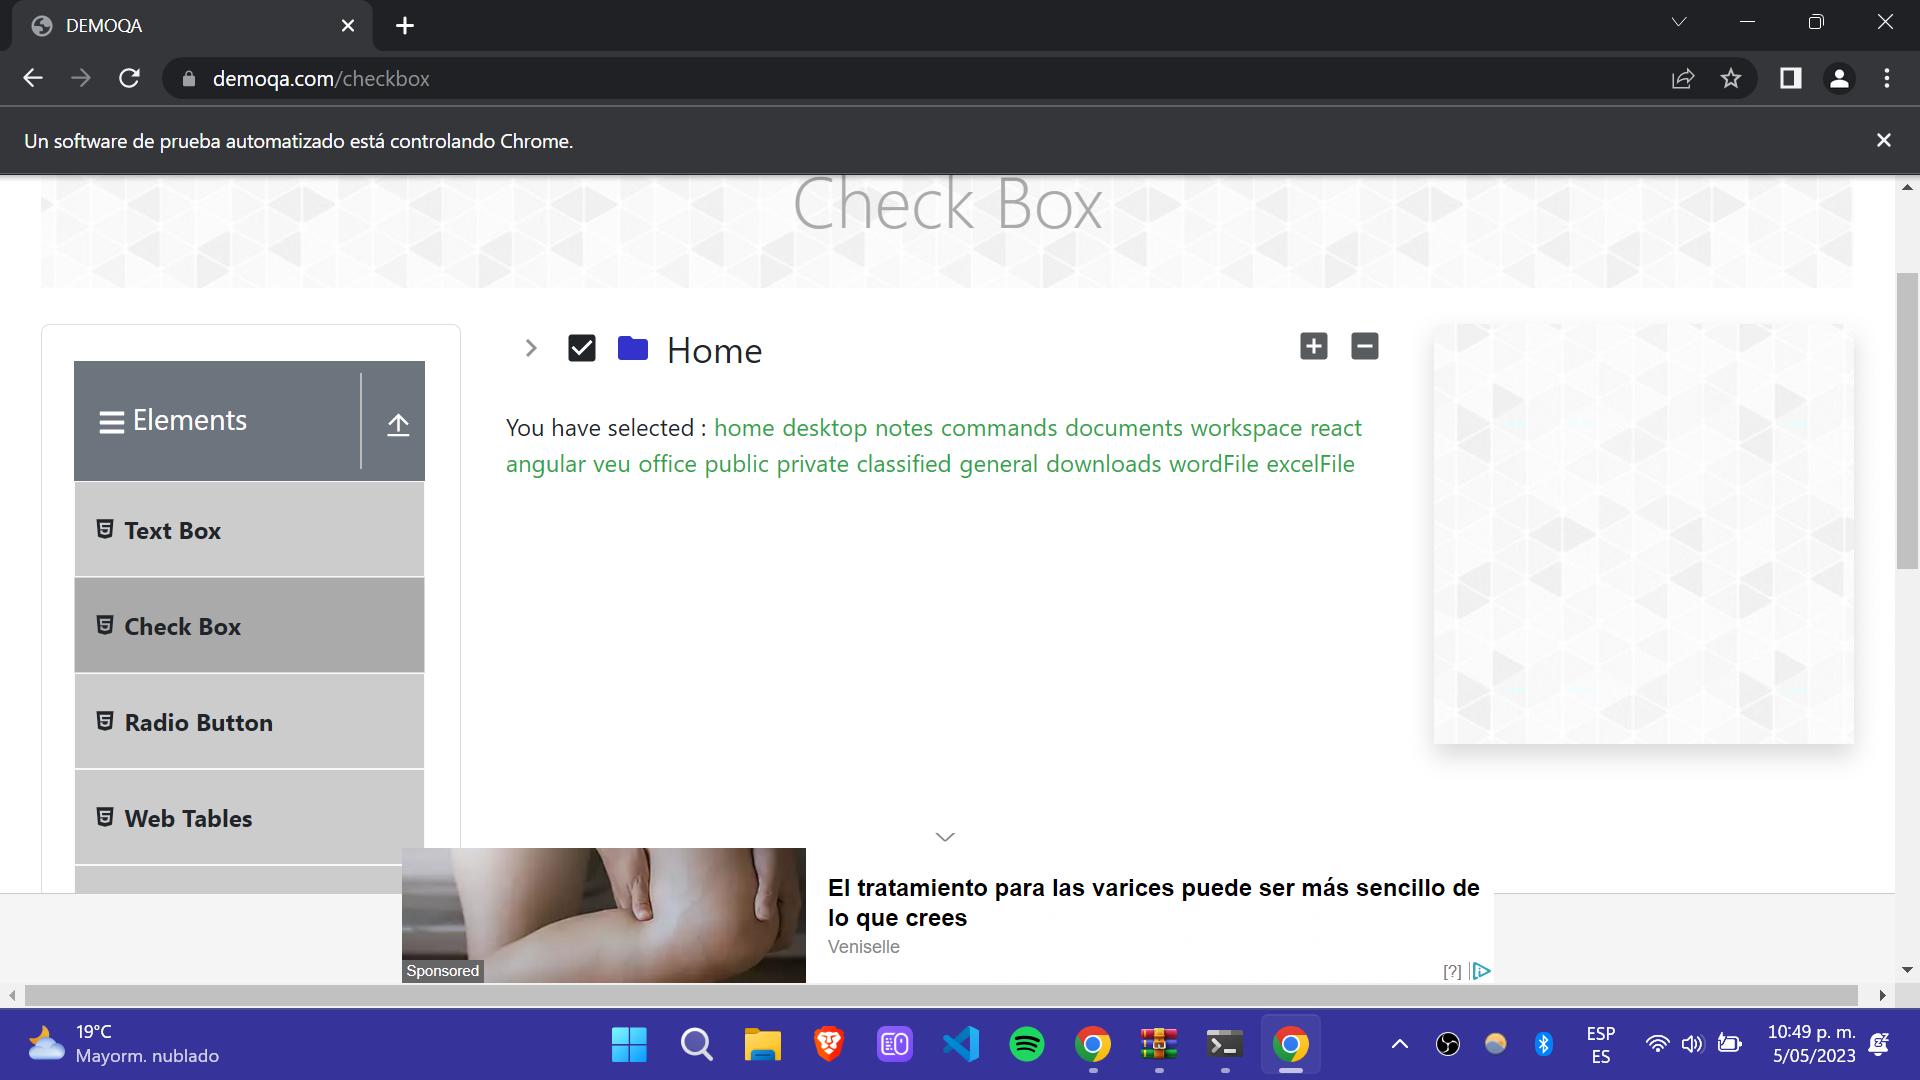 DEMOQA
demoqa.com/checkbox
Un software de prueba automatizado está controlando Chrome.
Check Box
Home
Elements
You have selected : home desktop notes commands documents workspace react
angular veu office public private classified general downloads wordFile excelFile
Text Box
Check Box
Radio Button
Web Tables
El tratamiento para las varices puede ser más sencillo de
lo que crees
Veniselle
Sponsored
[?]
19°C
Mayorm. nublado
ESP
ES
10:49 p. m.
5/05/2023